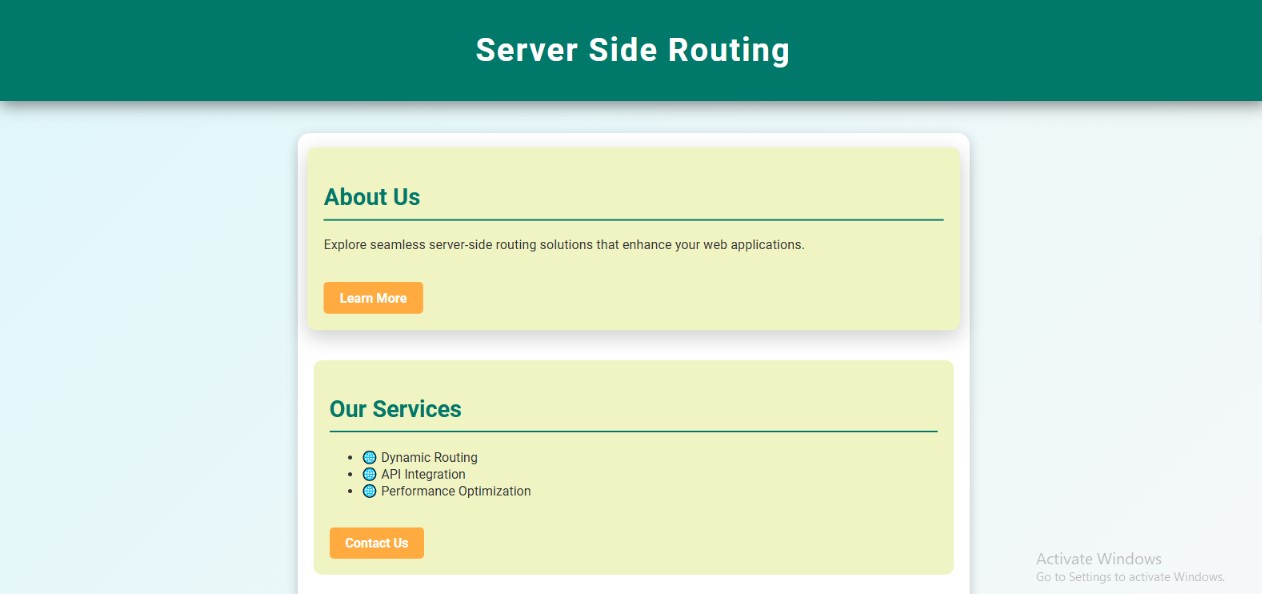 Server Side Routing
About Us
Explore seamless server-side routing solutions that enhance your web applications.
Learn More
Our Services
Dynamic Routing
API Integration
Performance Optimization
Contact Us
Activate Windows
Go to Settings to activate Windows.